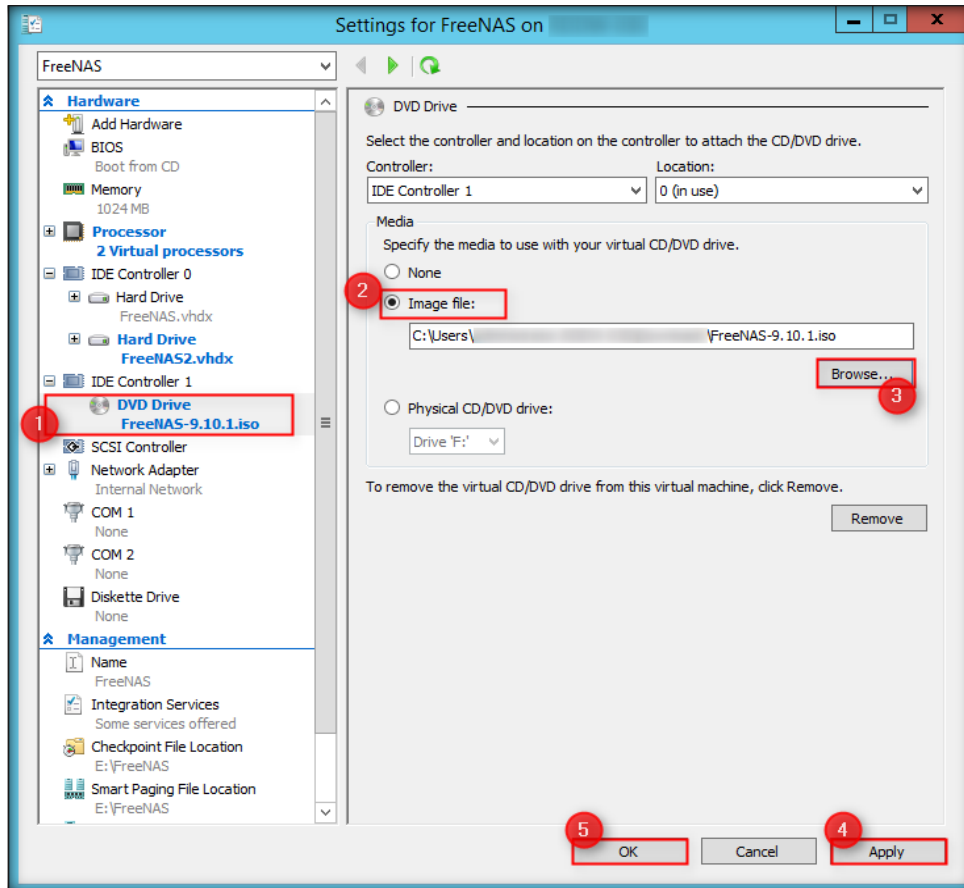 Settings for FreeNAS on
FreeNAS
Hardware
Add Hardware
BIOS
Boot from CD
Memory
1024 MB
Processor
2 Virtual processors
IDE Controller 0
Hard Drive
FreeNAS.vhdx
Hard Drive
FreeNAS2.vhdx
IDE Controller 1
1
DVD Drive
FreeNAS-9.10.1.iso
SCSI Controller
Network Adapter
Internal Network
COM 1
None
COM 2
None
Diskette Drive
None
Management
Name
FreeNAS
Integration Services
Some services offered
Checkpoint File Location
E:\FreeNAS
Smart Paging File Location
E:\FreeNAS
DVD Drive
Select the controller and location on the controller to attach the CD/DVD drive.
Controller: Location:
IDE Controller 1 0 (in use)
Media
Specify the media to use with your virtual CD/DVD drive.
None
2
Image file:
C:\Users\ \FreeNAS-9.10.1.iso
Browse...
3
Physical CD/DVD drive:
Drive 'F:'
To remove the virtual CD/DVD drive from this virtual machine, click Remove.
Remove
5 4
OK Cancel Apply